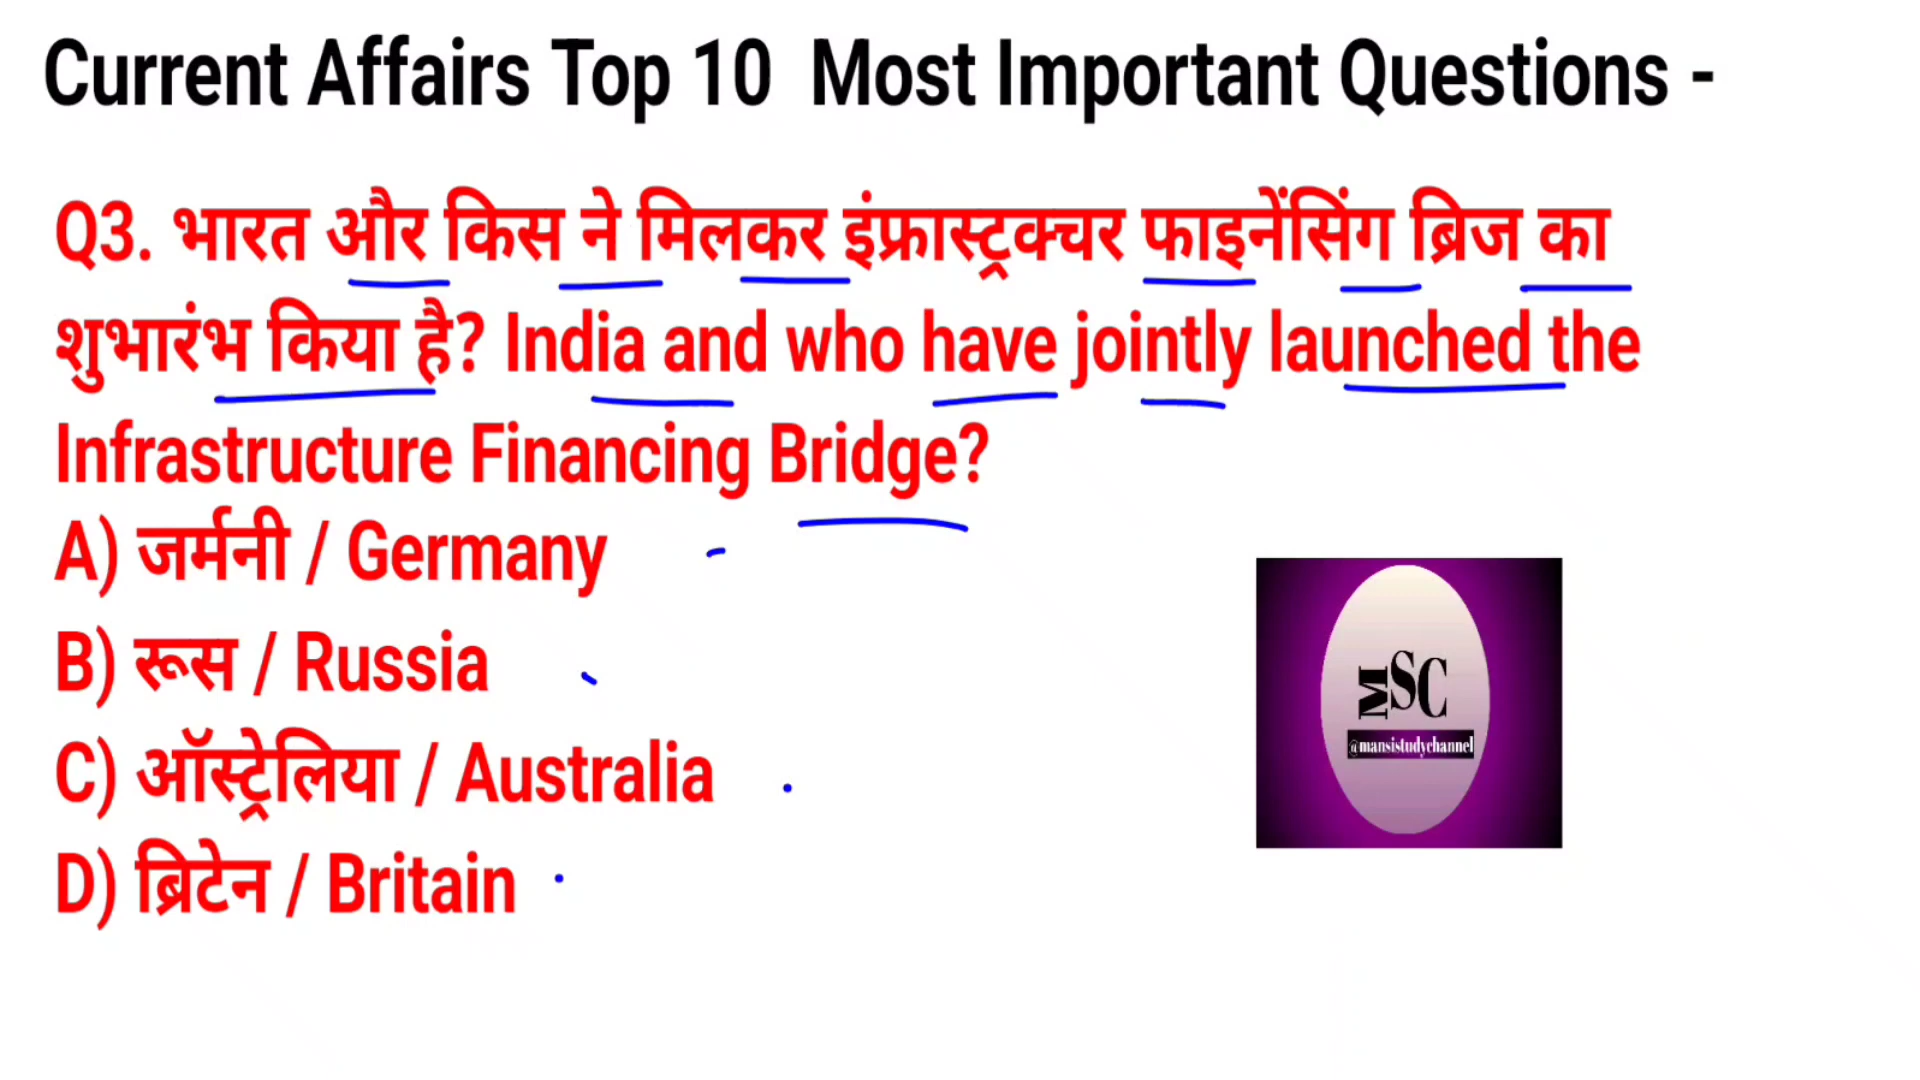 Current Affairs Top 10 Most Important Questions -
Q3. भारत और किस ने मिलकर इंफ्रास्ट्रक्चर फाइनेंसिंग ब्रिज का
शुभारंभ किया है? India and who have jointly launched the
Infrastructure Financing Bridge?
A) जर्मनी / Germany
B) रूस / Russia
C) ऑस्ट्रेलिया / Australia
D) ब्रिटेन / Britain
MSC
@mansistudychannel